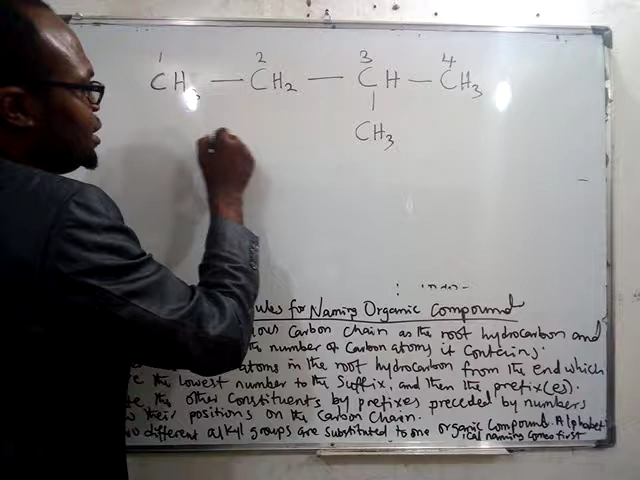 1 2 3 4
CH3 — CH2 — CH — CH3
|
CH3
Rules for Naming Organic Compound
Carbon Chain as the root hydrocarbon and
the number of Carbon atoms it contains.
atoms in the root hydrocarbon from the end which
the lowest number to the Suffix, and then the prefix(es).
the other Constituents by prefixes preceded by numbers
their positions on the Carbon Chain.
different alkyl groups are substituted to one organic compound. Alphabet
ical naming comes first